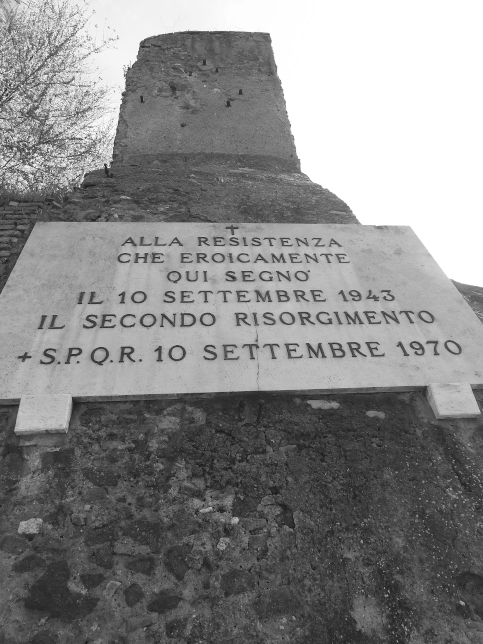 ALLA RESISTENZA
CHE EROICAMENTE
QUI SEGNO'
IL 10 SETTEMBRE 1943
IL SECONDO RISORGIMENTO
+S.P.Q.R. 10 SETTEMBRE 1970